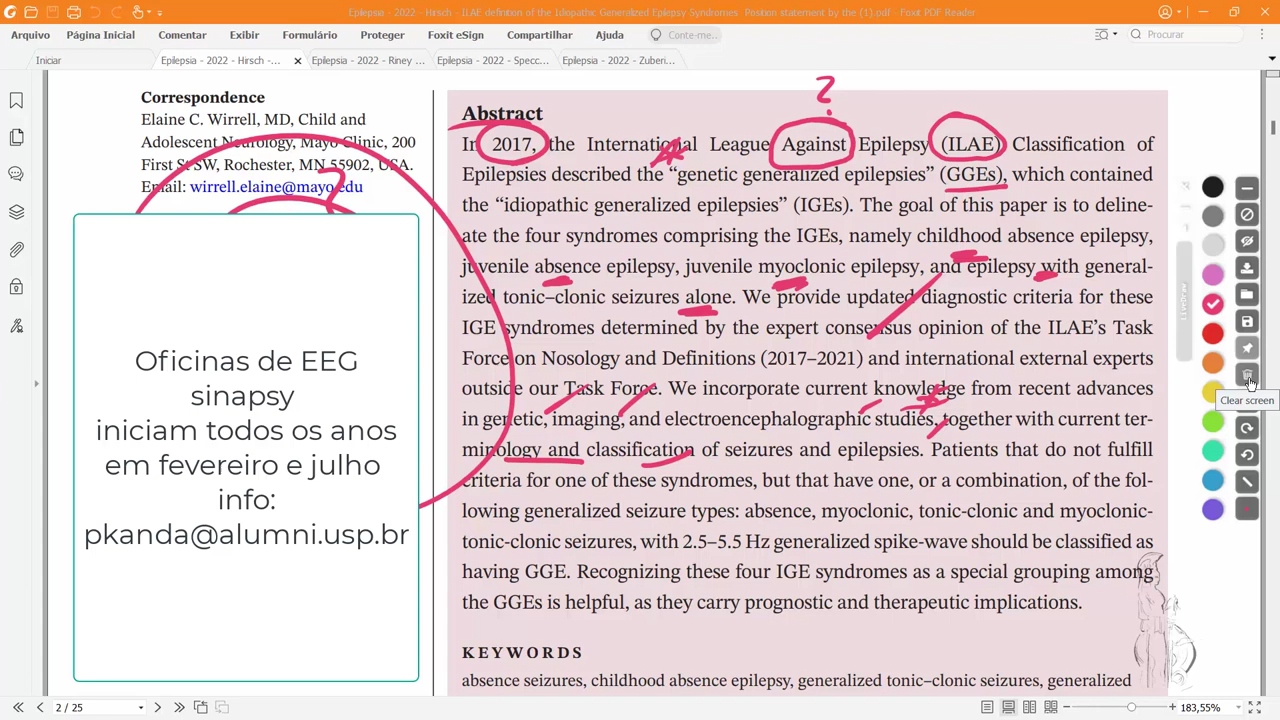 Epilepsia - 2022 - Hirsch - ILAE definition of the Idiopathic Generalized Epilepsy Syndromes Position statement by the (1).pdf - Foxit PDF Reader
Arquivo Página Inicial Comentar Exibir Formulário Proteger Foxit eSign Compartilhar Ajuda Conte-me... Procurar
Iniciar Epilepsia - 2022 - Hirsch -... Epilepsia - 2022 - Riney ... Epilepsia - 2022 - Specc... Epilepsia - 2022 - Zuberi...
Correspondence
Elaine C. Wirrell, MD, Child and
Adolescent Neurology, Mayo Clinic, 200
First St SW, Rochester, MN 55902, USA.
Email: wirrell.elaine@mayo.edu
Oficinas de EEG
sinapsy
iniciam todos os anos
em fevereiro e julho
info:
pkanda@alumni.usp.br
?
?
Abstract
In 2017, the International League Against Epilepsy (ILAE) Classification of
Epilepsies described the “genetic generalized epilepsies” (GGEs), which contained
the “idiopathic generalized epilepsies” (IGEs). The goal of this paper is to deline-
ate the four syndromes comprising the IGEs, namely childhood absence epilepsy,
juvenile absence epilepsy, juvenile myoclonic epilepsy, and epilepsy with general-
ized tonic–clonic seizures alone. We provide updated diagnostic criteria for these
IGE syndromes determined by the expert consensus opinion of the ILAE’s Task
Force on Nosology and Definitions (2017–2021) and international external experts
outside our Task Force. We incorporate current knowledge from recent advances
in genetic, imaging, and electroencephalographic studies, together with current ter-
minology and classification of seizures and epilepsies. Patients that do not fulfill
criteria for one of these syndromes, but that have one, or a combination, of the fol-
lowing generalized seizure types: absence, myoclonic, tonic-clonic and myoclonic-
tonic-clonic seizures, with 2.5–5.5 Hz generalized spike-wave should be classified as
having GGE. Recognizing these four IGE syndromes as a special grouping among
the GGEs is helpful, as they carry prognostic and therapeutic implications.
KEYWORDS
absence seizures, childhood absence epilepsy, generalized tonic–clonic seizures, generalized
Clear screen
2 / 25
183,55%